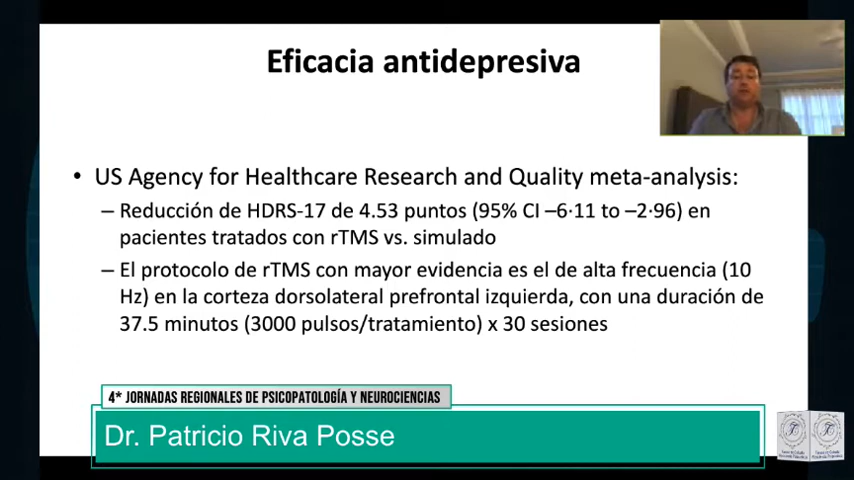 Eficacia antidepresiva
• US Agency for Healthcare Research and Quality meta-analysis:
– Reducción de HDRS-17 de 4.53 puntos (95% CI –6·11 to –2·96) en
pacientes tratados con rTMS vs. simulado
– El protocolo de rTMS con mayor evidencia es el de alta frecuencia (10
Hz) en la corteza dorsolateral prefrontal izquierda, con una duración de
37.5 minutos (3000 pulsos/tratamiento) x 30 sesiones
4* JORNADAS REGIONALES DE PSICOPATOLOGÍA Y NEUROCIENCIAS
Dr. Patricio Riva Posse